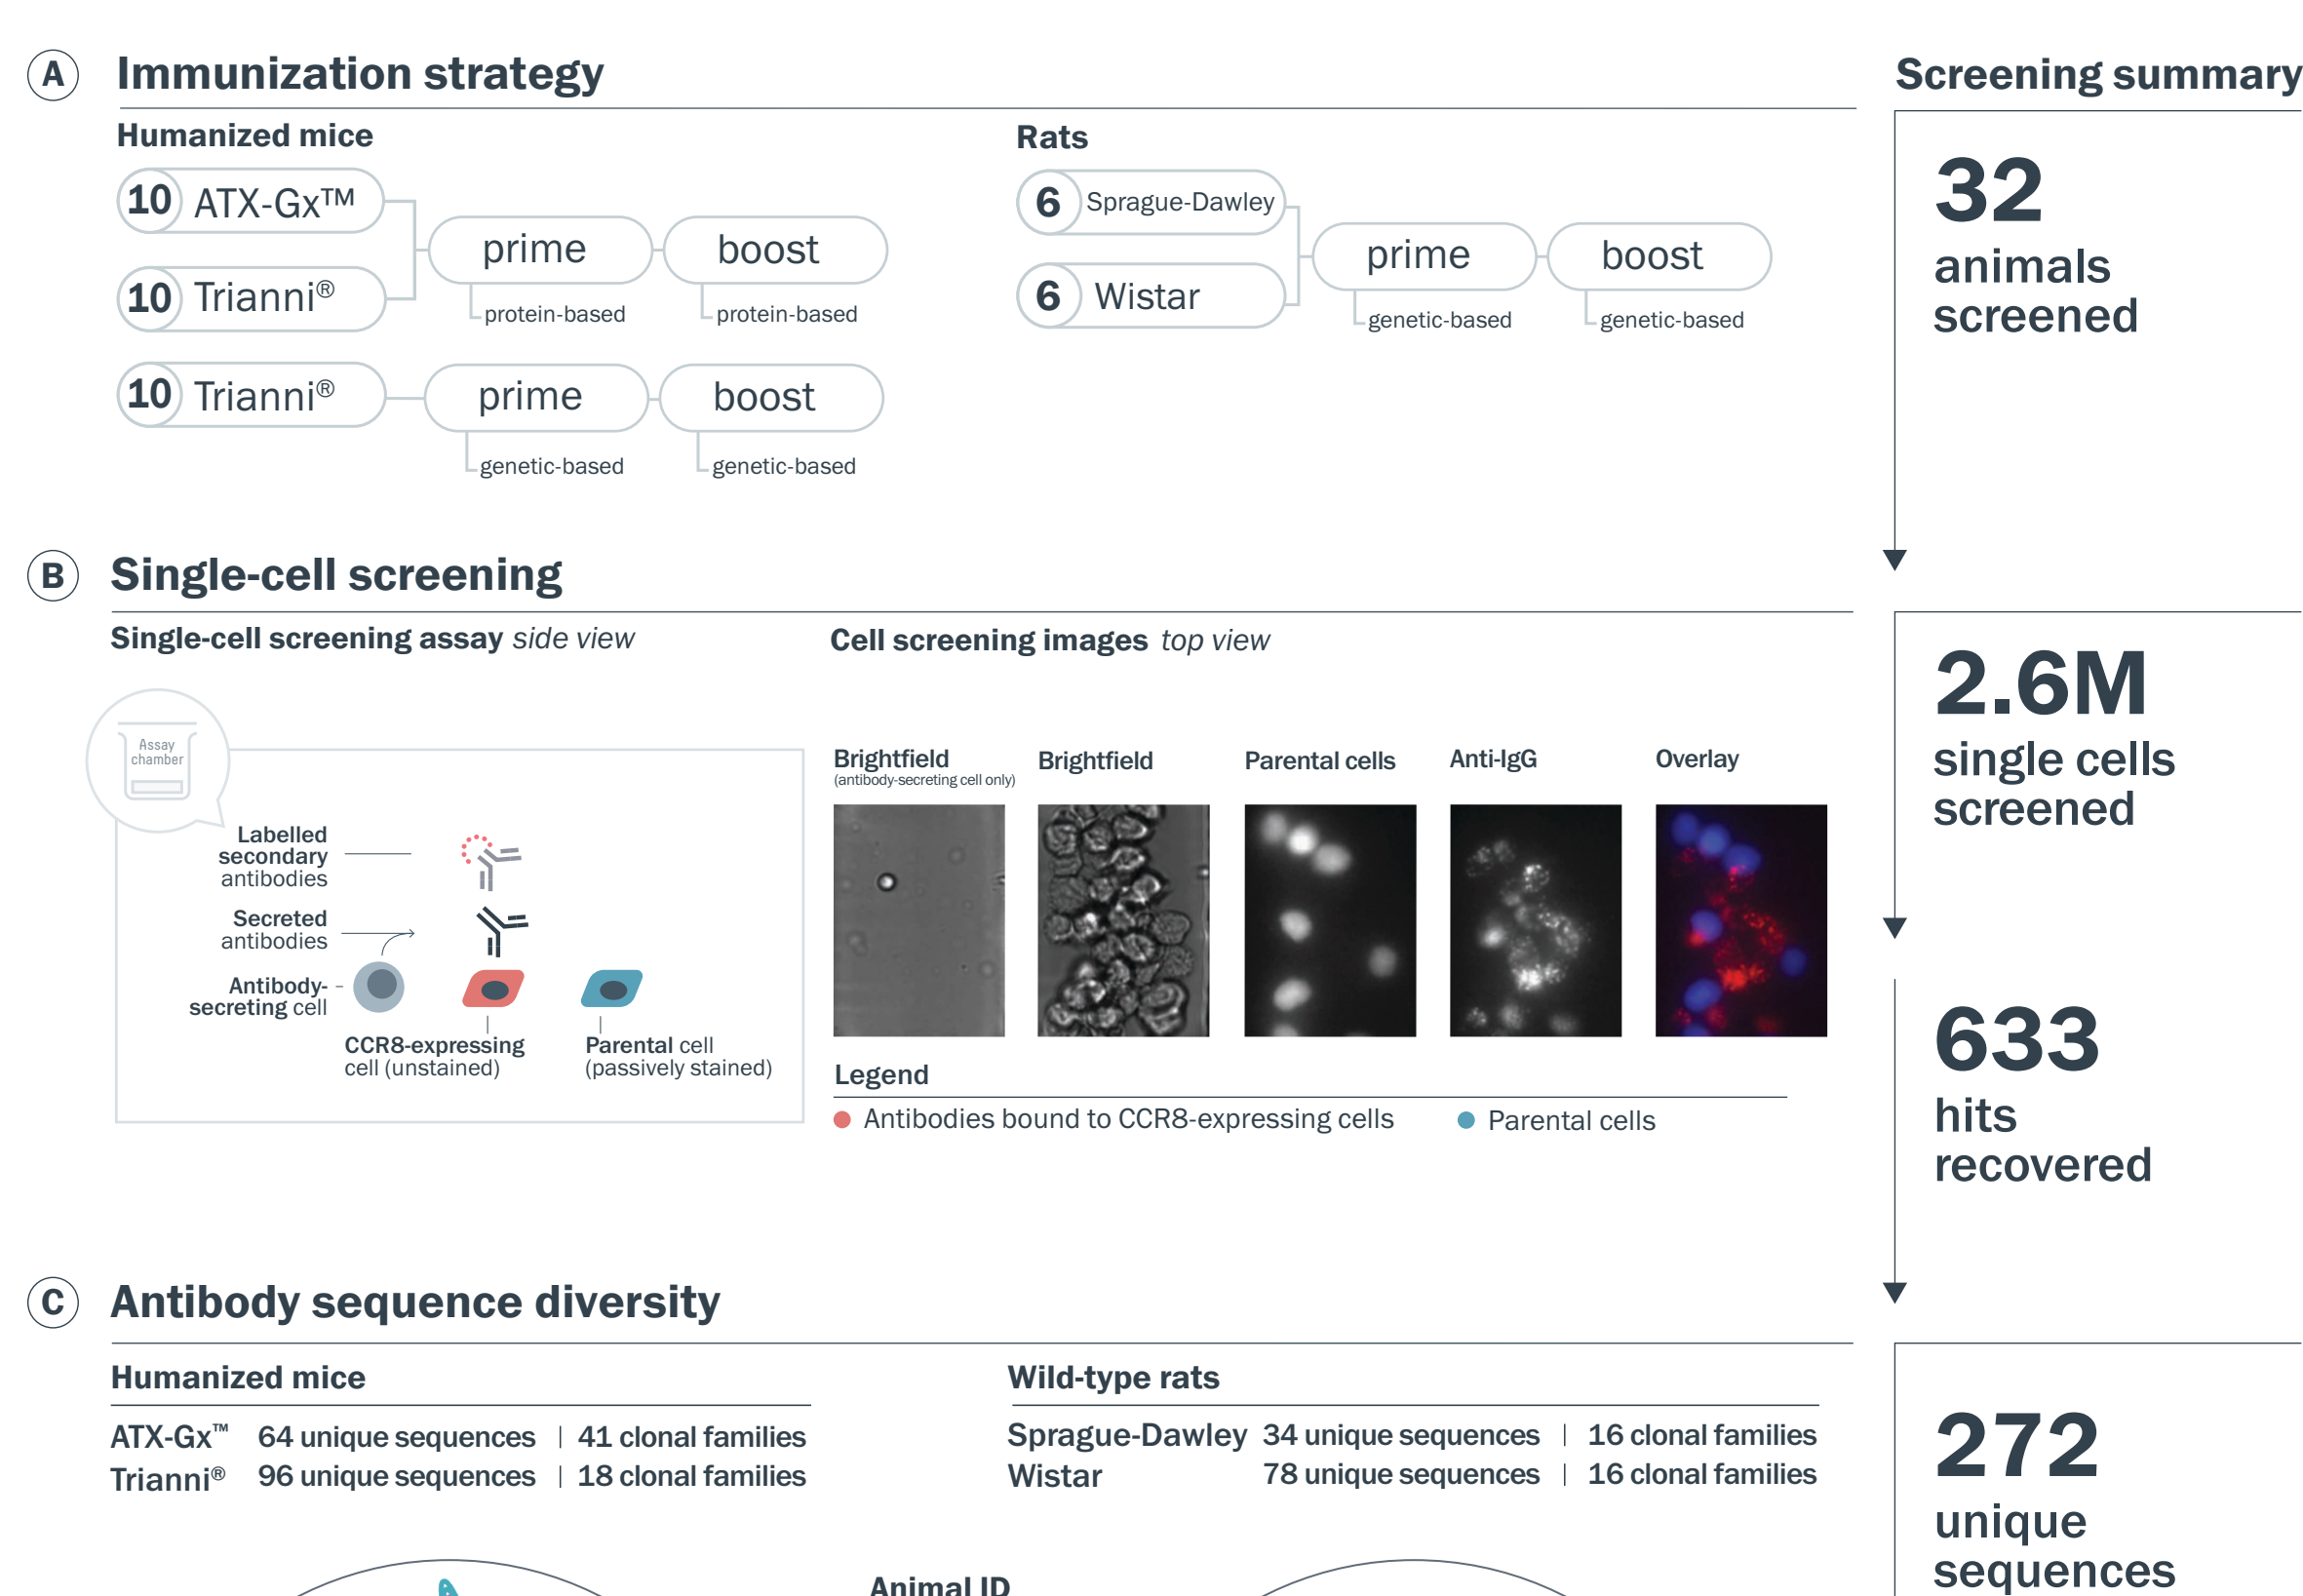 A Immunization strategy
Screening summary
Humanized mice
10 ATX-Gx™
10 Trianni®
prime
boost
protein-based
protein-based
10 Trianni®
prime
boost
genetic-based
genetic-based
Rats
6 Sprague-Dawley
6 Wistar
prime
boost
genetic-based
genetic-based
32
animals
screened
B Single-cell screening
Single-cell screening assay side view
Assay
chamber
Labelled
secondary
antibodies
Secreted
antibodies
Antibody-
secreting cell
CCR8-expressing
cell (unstained)
Parental cell
(passively stained)
Cell screening images top view
Brightfield
(antibody-secreting cell only)
Brightfield
Parental cells
Anti-IgG
Overlay
Legend
Antibodies bound to CCR8-expressing cells
Parental cells
2.6M
single cells
screened
633
hits
recovered
C Antibody sequence diversity
Humanized mice
ATX-Gx™ 64 unique sequences | 41 clonal families
Trianni® 96 unique sequences | 18 clonal families
Wild-type rats
Sprague-Dawley 34 unique sequences | 16 clonal families
Wistar 78 unique sequences | 16 clonal families
272
unique
sequences
Animal ID